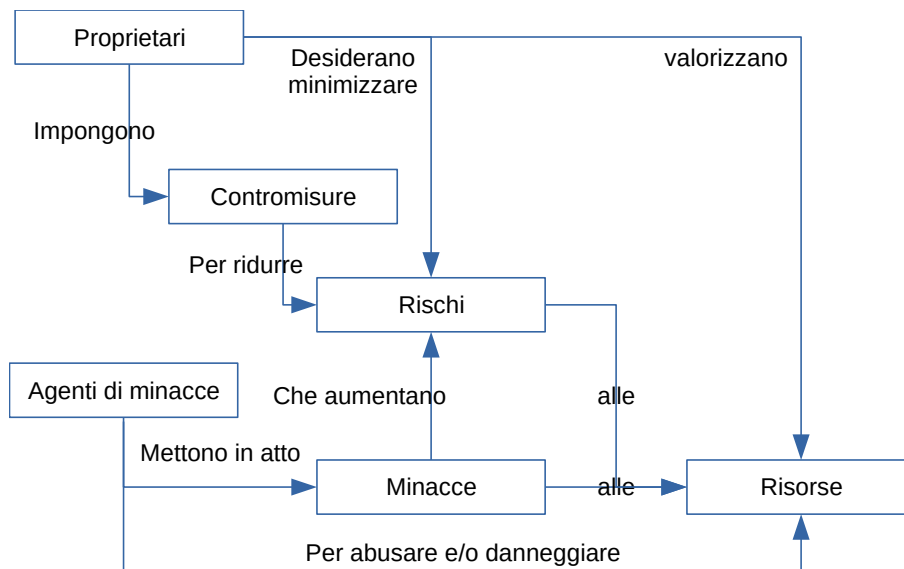 Proprietari
Desiderano
minimizzare
valorizzano
Impongono
Contromisure
Per ridurre
Rischi
Agenti di minacce
Che aumentano
alle
Mettono in atto
Minacce
alle
Risorse
Per abusare e/o danneggiare